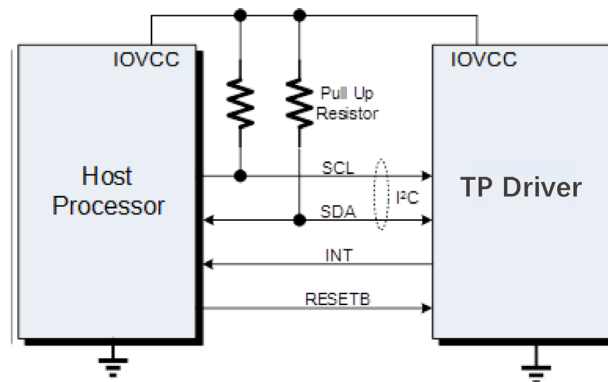 IOVCC
IOVCC
Pull Up
Resistor
SCL
Host
Processor
TP Driver
I²C
SDA
INT
RESETB